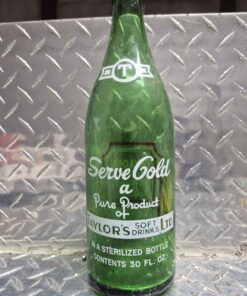 T
Serve Cold
a
Pure Product
of
TAYLOR'S SOFT DRINKS LTD.
IN A STERILIZED BOTTLE
CONTENTS 30 FL. OZ.